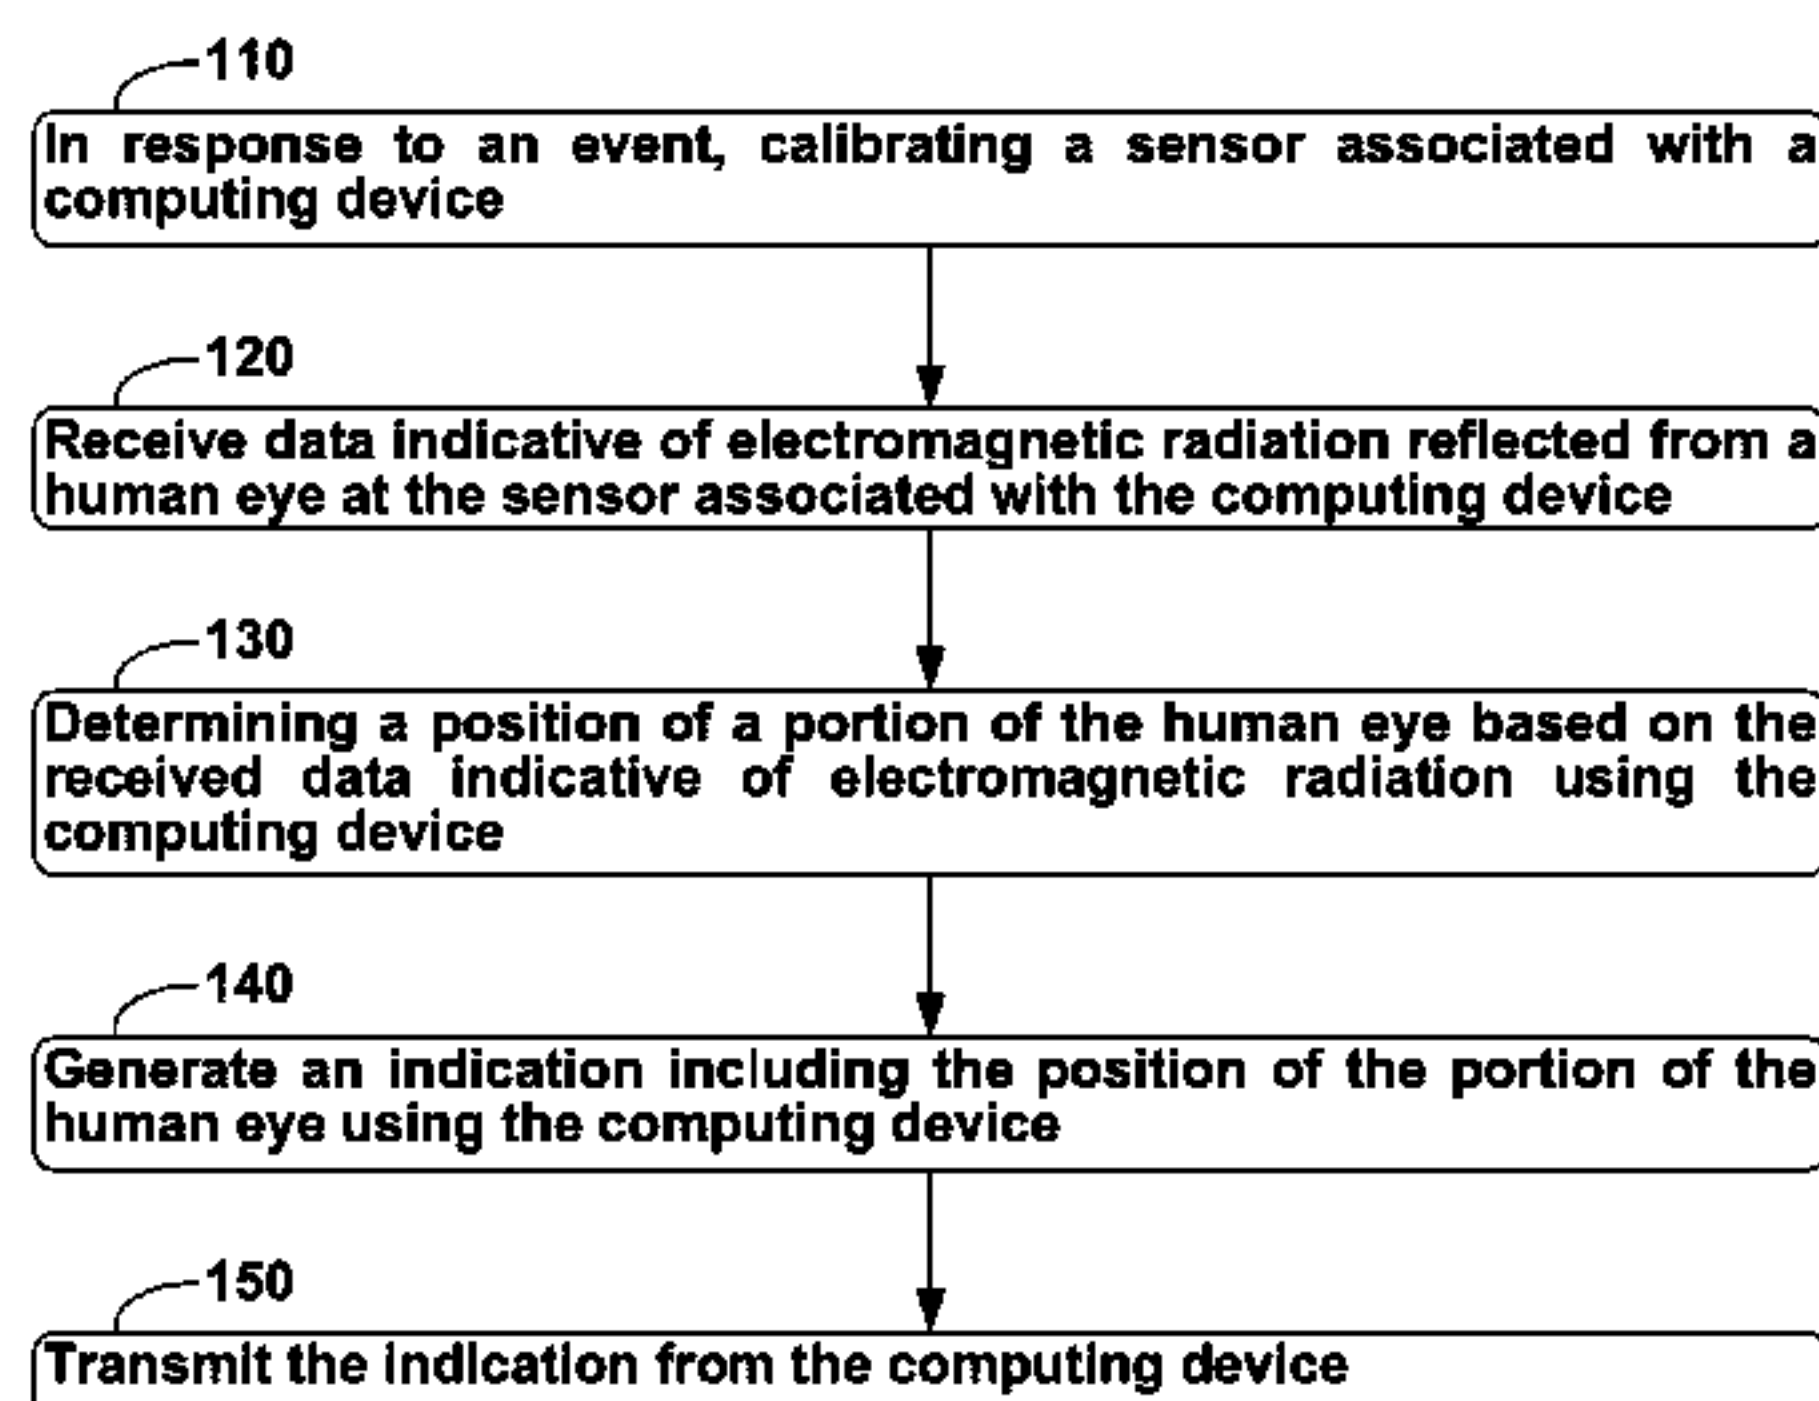 110
In response to an event, calibrating a sensor associated with a
computing device
120
Receive data indicative of electromagnetic radiation reflected from a
human eye at the sensor associated with the computing device
130
Determining a position of a portion of the human eye based on the
received data indicative of electromagnetic radiation using the
computing device
140
Generate an indication including the position of the portion of the
human eye using the computing device
150
Transmit the indication from the computing device